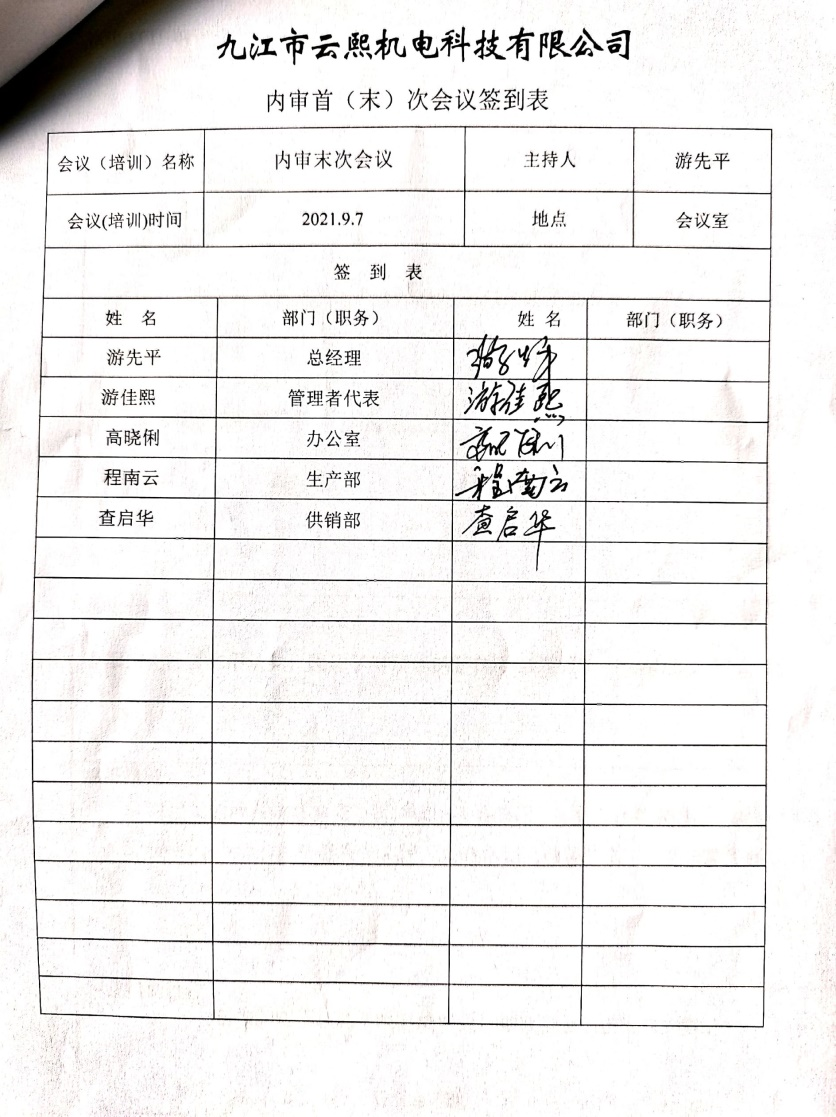 九江市云熙机电科技有限公司
内审首（末）次会议签到表
会议（培训）名称 内审末次会议 主持人 游先平
会议(培训)时间 2021.9.7 地点 会议室
签 到 表
姓 名 部门（职务） 姓 名 部门（职务）
游先平 总经理
游佳熙 管理者代表 游佳熙
高晓俐 办公室
程南云 生产部 程南云
查启华 供销部 查启华